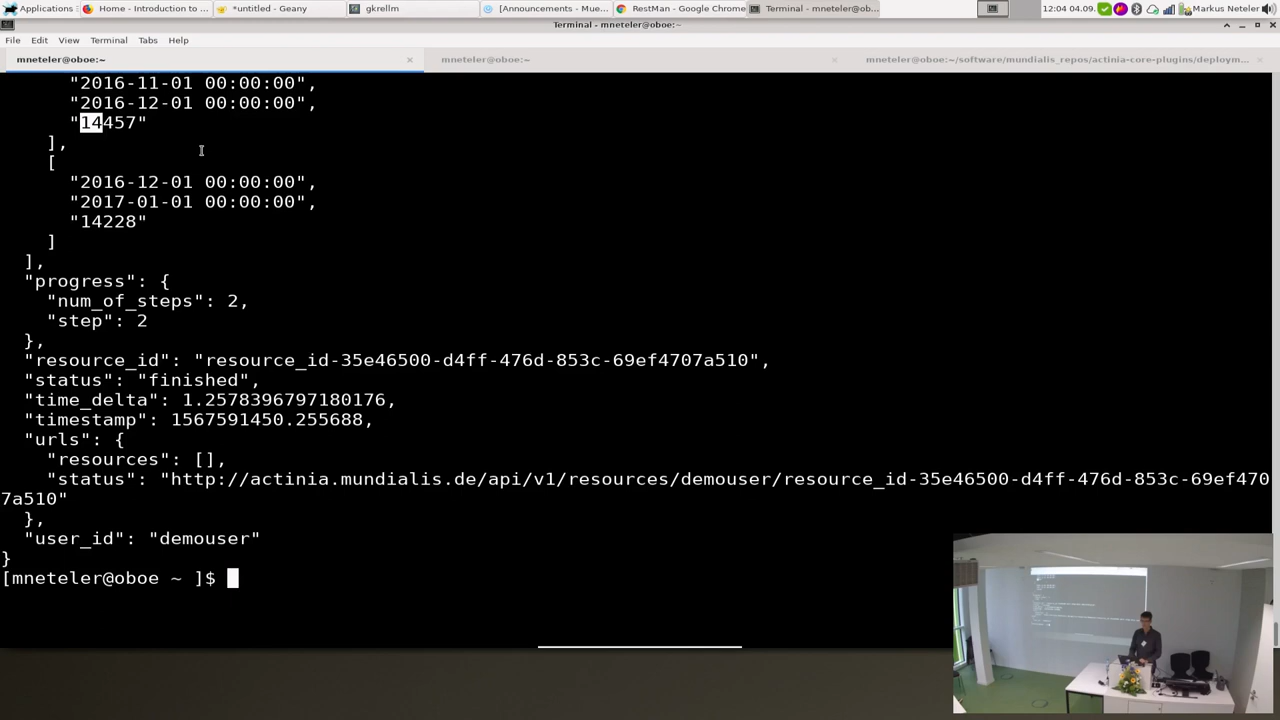 Applications
Home - Introduction to ...
*untitled - Geany
gkrellm
[Announcements - Mue...
RestMan - Google Chrome
Terminal - mneteler@ob...
12:04 04.09.
Markus Neteler
Terminal - mneteler@oboe:~
File Edit View Terminal Tabs Help
mneteler@oboe:~
mneteler@oboe:~
mneteler@oboe:~/software/mundialis_repos/actinia-core-plugins/deploym...
"2016-11-01 00:00:00",
"2016-12-01 00:00:00",
"14457"
],
[
"2016-12-01 00:00:00",
"2017-01-01 00:00:00",
"14228"
]
],
"progress": {
"num_of_steps": 2,
"step": 2
},
"resource_id": "resource_id-35e46500-d4ff-476d-853c-69ef4707a510",
"status": "finished",
"time_delta": 1.2578396797180176,
"timestamp": 1567591450.255688,
"urls": {
"resources": [],
"status": "http://actinia.mundialis.de/api/v1/resources/demouser/resource_id-35e46500-d4ff-476d-853c-69ef470
7a510"
},
"user_id": "demouser"
}
[mneteler@oboe ~ ]$